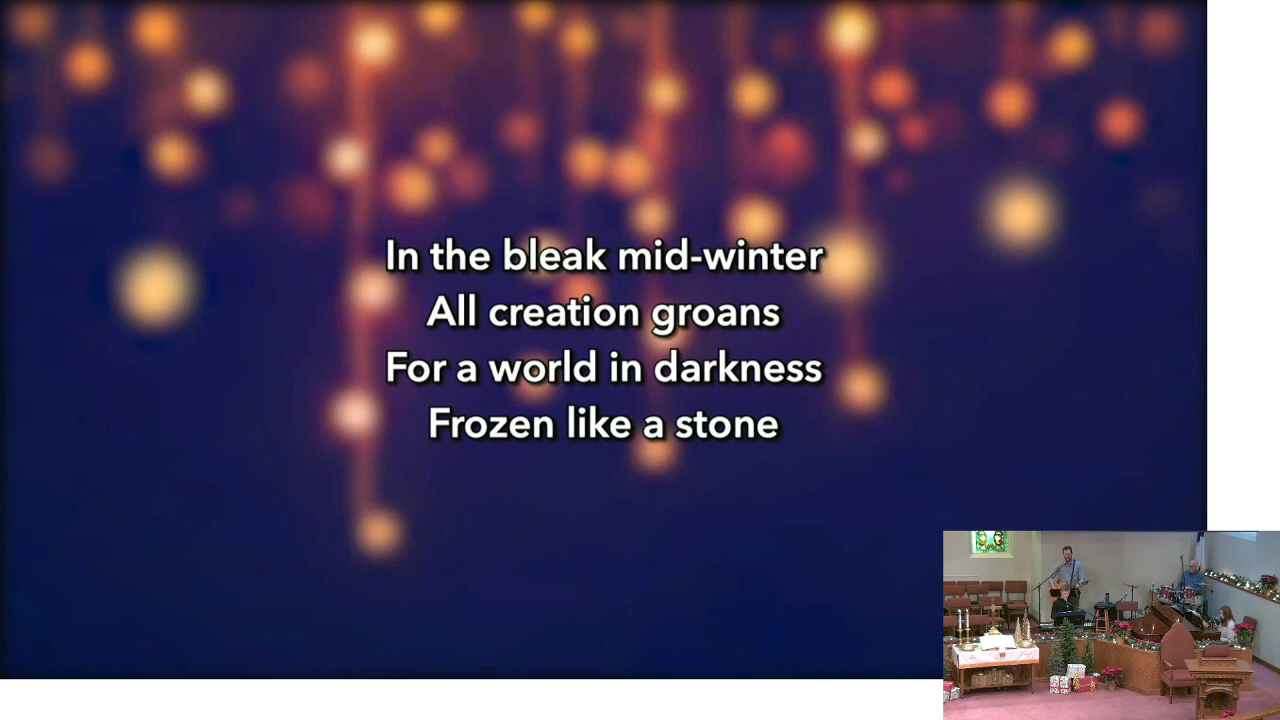 In the bleak mid-winter
All creation groans
For a world in darkness
Frozen like a stone